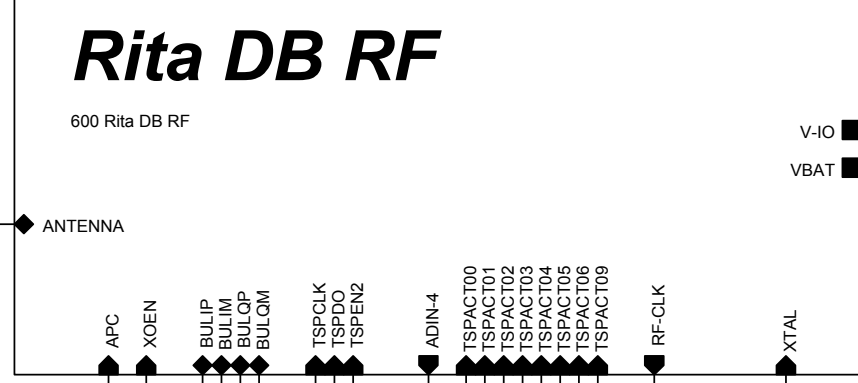 Rita DB RF
600 Rita DB RF
V-IO
VBAT
ANTENNA
APC
XOEN
BULIP
BULIM
BULQP
BULQM
TSPCLK
TSPDO
TSPEN2
ADIN-4
TSPACT00
TSPACT01
TSPACT02
TSPACT03
TSPACT04
TSPACT05
TSPACT06
TSPACT09
RF-CLK
XTAL